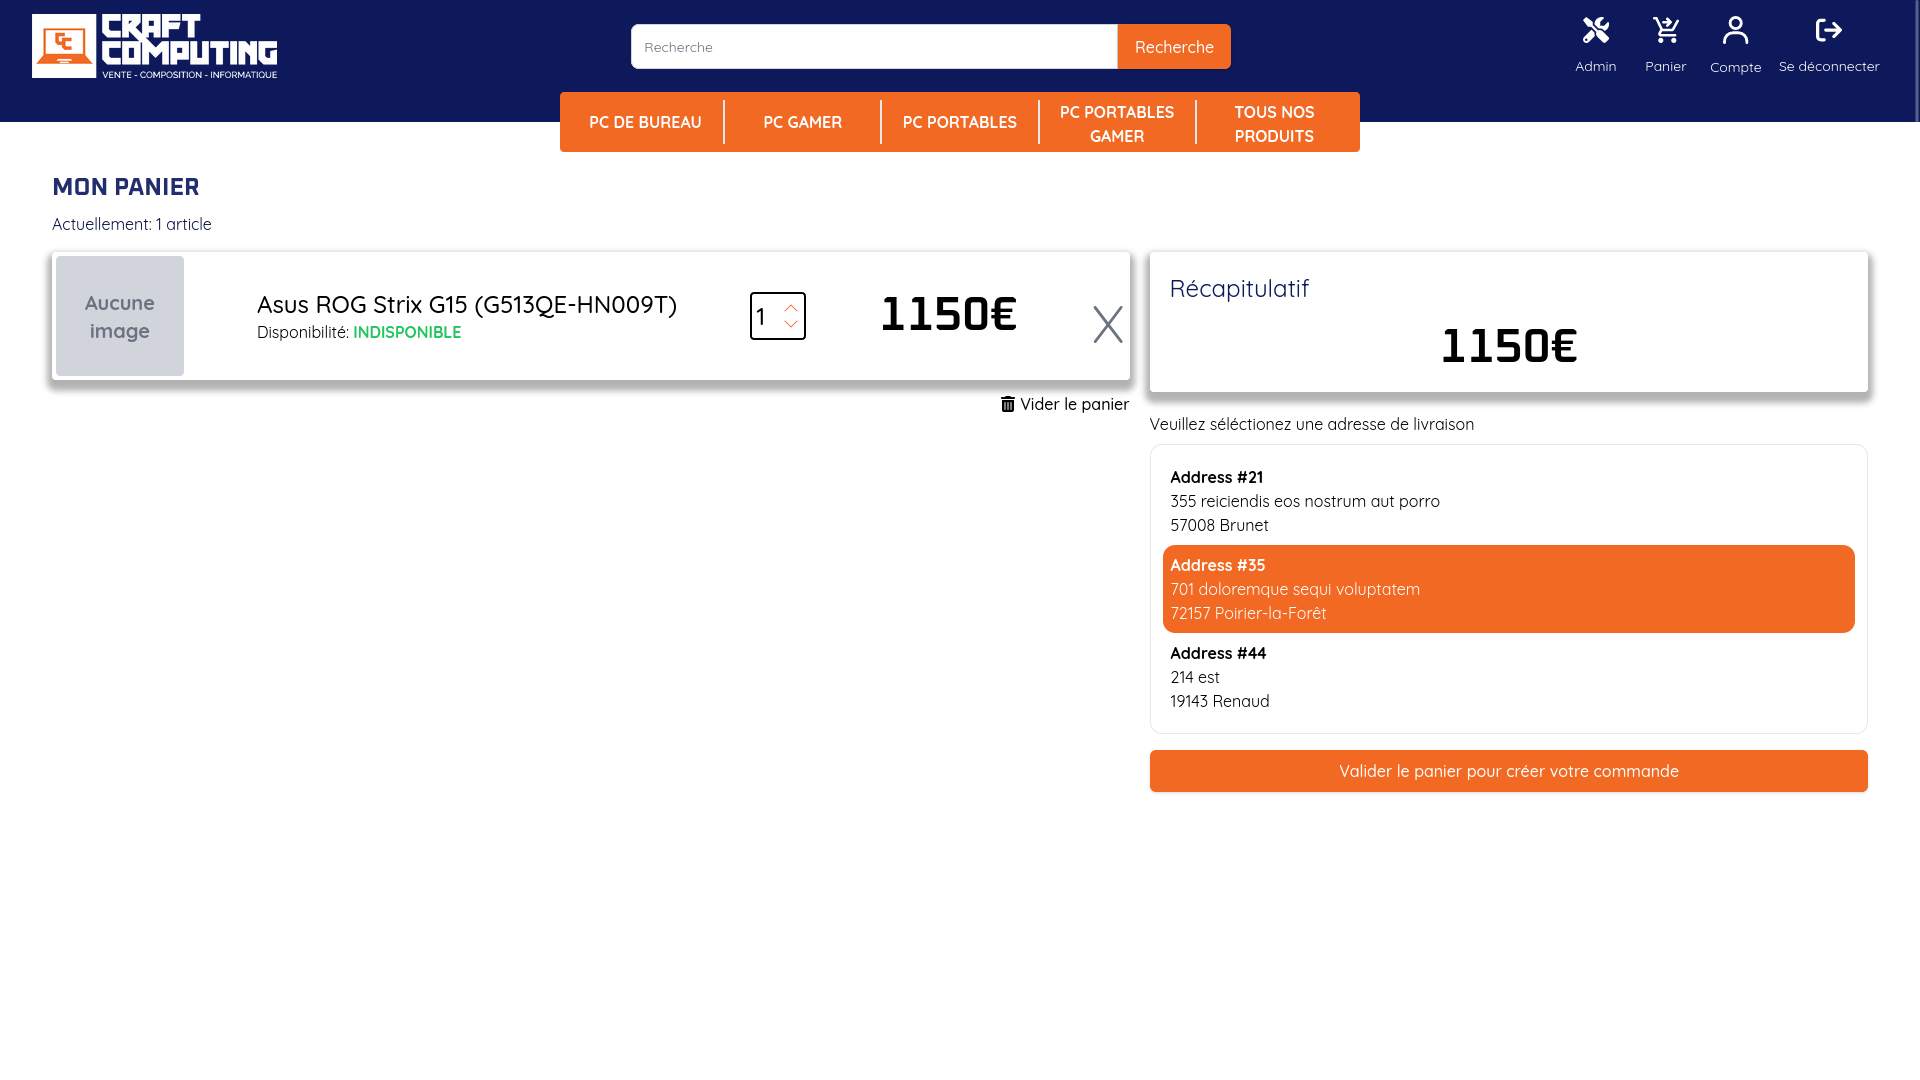 CRAFT
COMPUTING
VENTE - COMPOSITION - INFORMATIQUE
Recherche
Recherche
Admin
Panier
Compte
Se déconnecter
PC DE BUREAU
PC GAMER
PC PORTABLES
PC PORTABLES
GAMER
TOUS NOS
PRODUITS
MON PANIER
Actuellement: 1 article
Aucune
image
Asus ROG Strix G15 (G513QE-HN009T)
Disponibilité: INDISPONIBLE
1
1150€
X
Vider le panier
Récapitulatif
1150€
Veuillez séléctionez une adresse de livraison
Address #21
355 reiciendis eos nostrum aut porro
57008 Brunet
Address #35
701 doloremque sequi voluptatem
72157 Poirier-la-Forêt
Address #44
214 est
19143 Renaud
Valider le panier pour créer votre commande